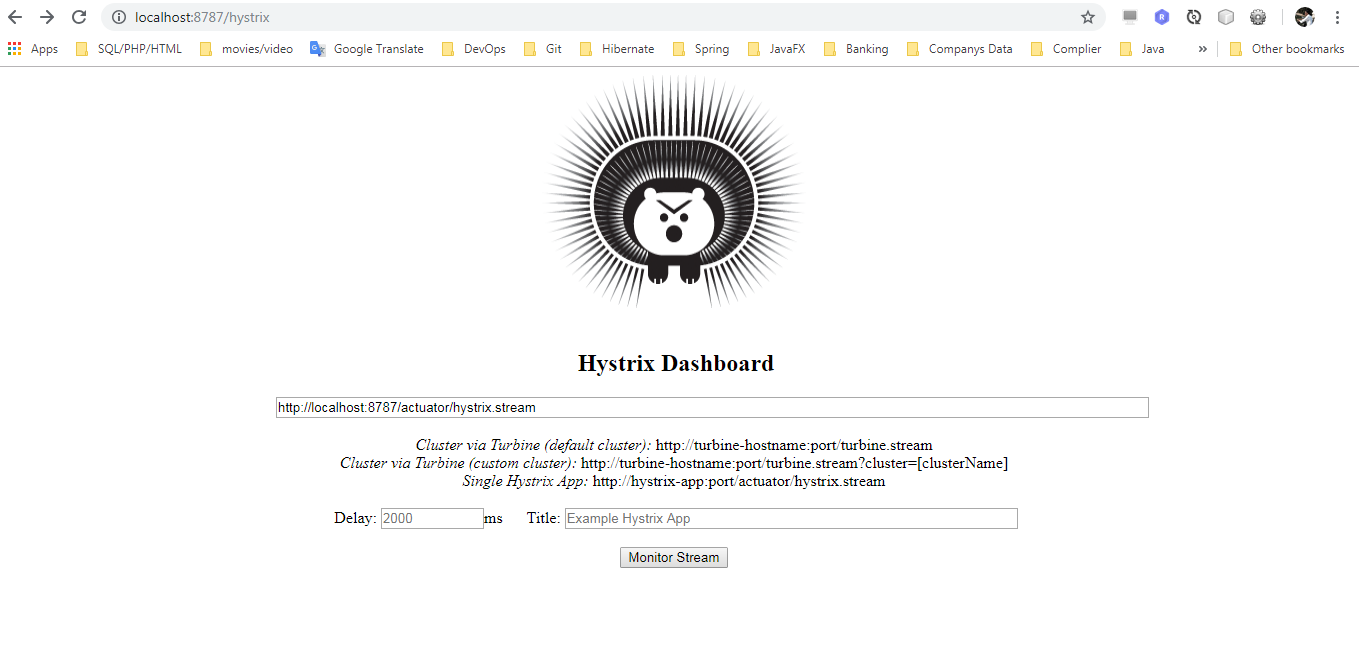 localhost:8787/hystrix
Apps SQL/PHP/HTML movies/video Google Translate DevOps Git Hibernate Spring JavaFX Banking Companys Data Complier Java » Other bookmarks
Hystrix Dashboard
http://localhost:8787/actuator/hystrix.stream
Cluster via Turbine (default cluster): http://turbine-hostname:port/turbine.stream
Cluster via Turbine (custom cluster): http://turbine-hostname:port/turbine.stream?cluster=[clusterName]
Single Hystrix App: http://hystrix-app:port/actuator/hystrix.stream
Delay: 2000 ms Title: Example Hystrix App
Monitor Stream